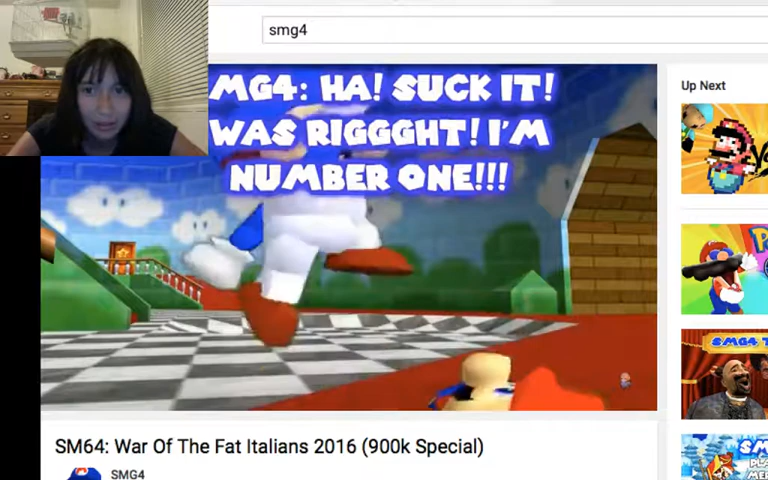 smg4
MG4: HA! SUCK IT!
WAS RIGGGHT! I'M
NUMBER ONE!!!
Up Next
SMG4 T
SM64: War Of The Fat Italians 2016 (900k Special)
SMG4